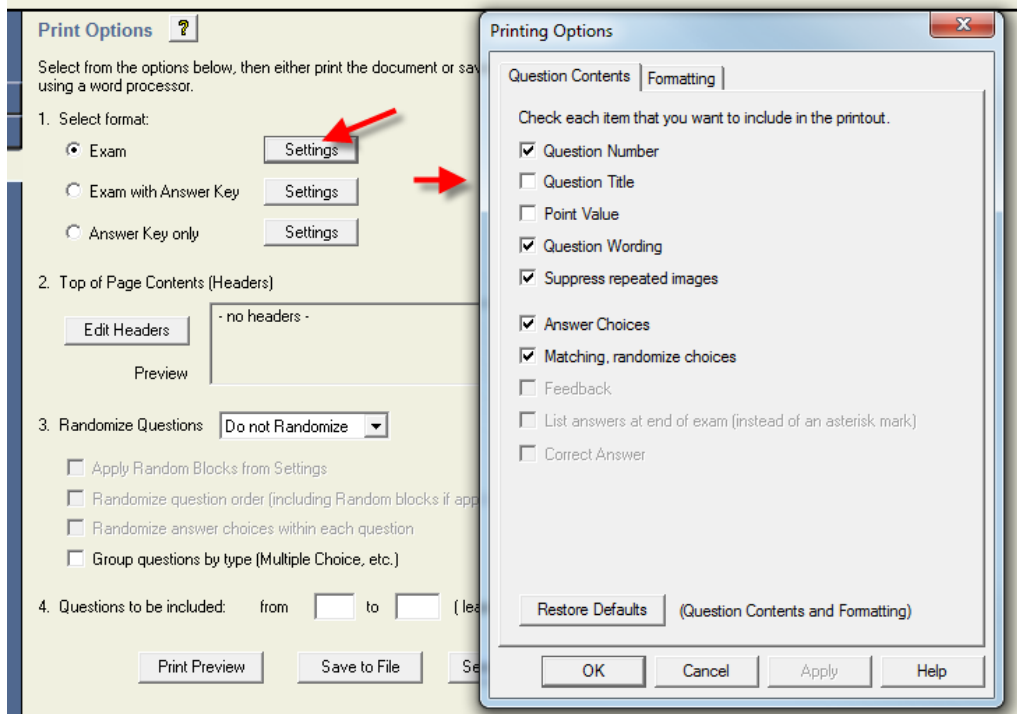 Print Options ?
Select from the options below, then either print the document or sav
using a word processor.
1. Select format:
Exam
Settings
Exam with Answer Key
Settings
Answer Key only
Settings
2. Top of Page Contents (Headers)
Edit Headers
- no headers -
Preview
3. Randomize Questions
Do not Randomize
Apply Random Blocks from Settings
Randomize question order (including Random blocks if app
Randomize answer choices within each question
Group questions by type (Multiple Choice, etc.)
4. Questions to be included: from to ( lea
Print Preview
Save to File
Se
Printing Options
Question Contents
Formatting
Check each item that you want to include in the printout.
Question Number
Question Title
Point Value
Question Wording
Suppress repeated images
Answer Choices
Matching, randomize choices
Feedback
List answers at end of exam (instead of an asterisk mark)
Correct Answer
Restore Defaults
(Question Contents and Formatting)
OK
Cancel
Apply
Help